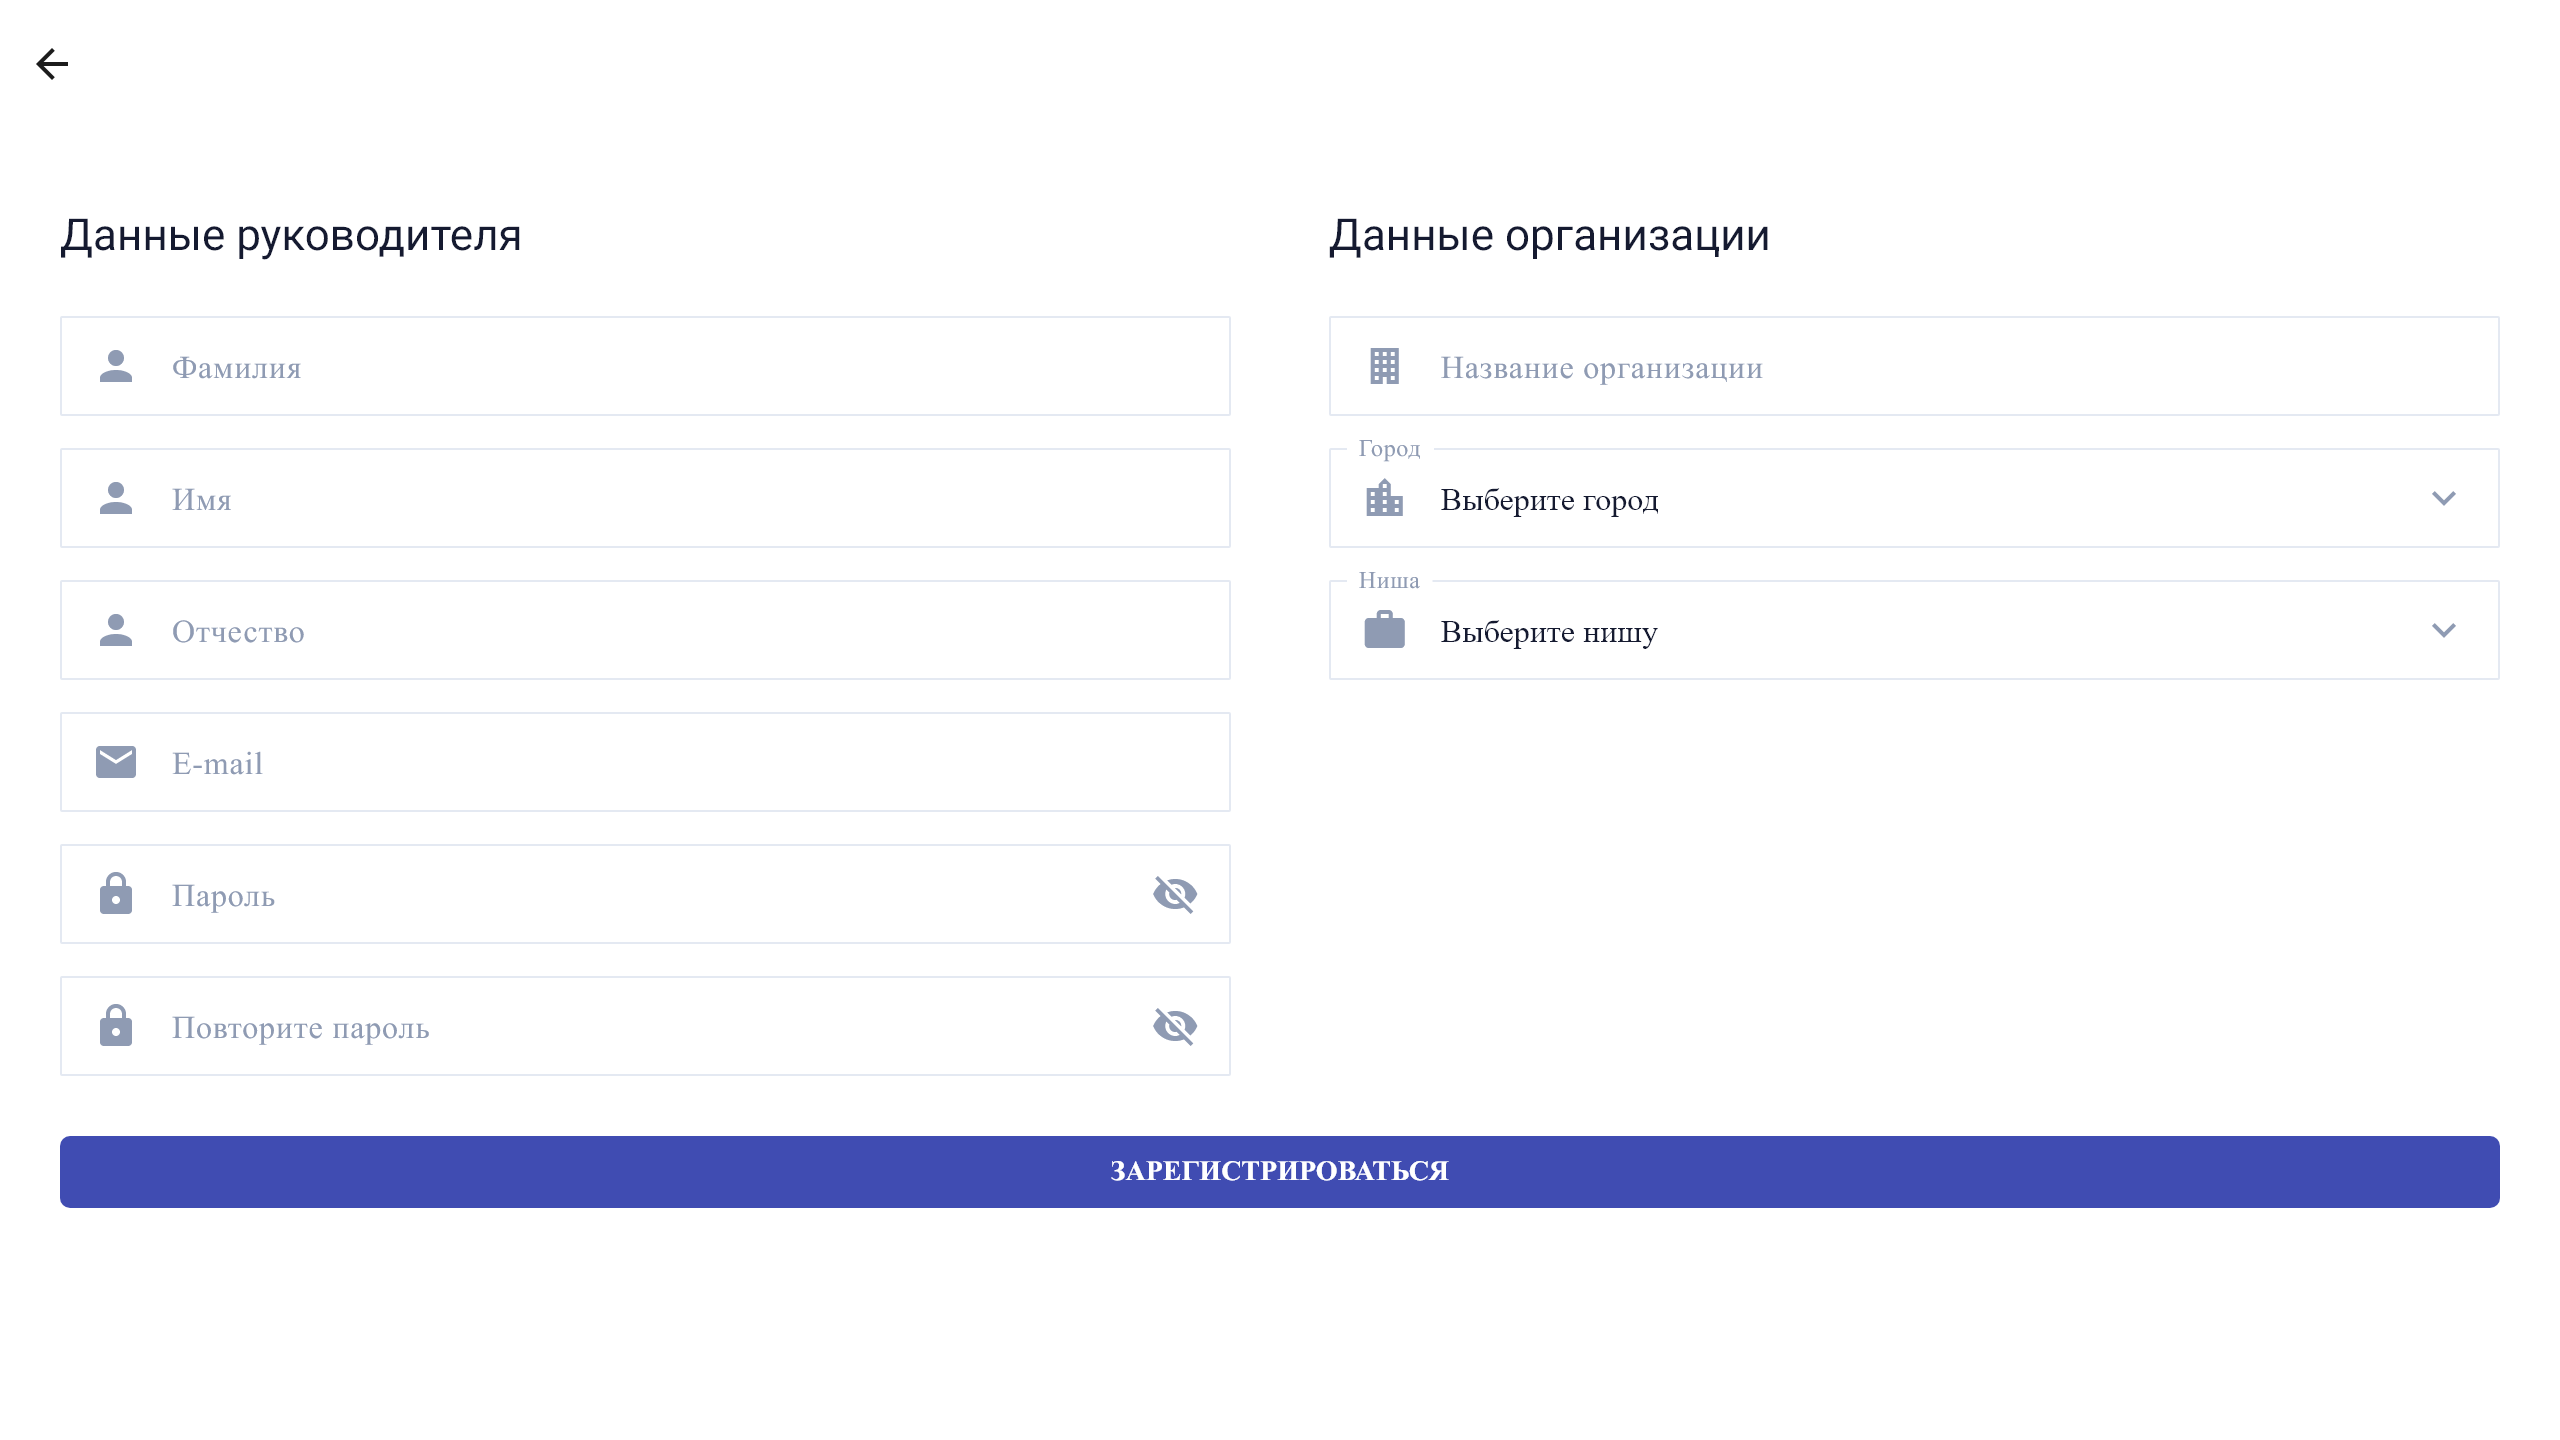 Данные руководителя
Фамилия
Имя
Отчество
E-mail
Пароль
Повторите пароль
Данные организации
Название организации
Город
Выберите город
Ниша
Выберите нишу
ЗАРЕГИСТРИРОВАТЬСЯ